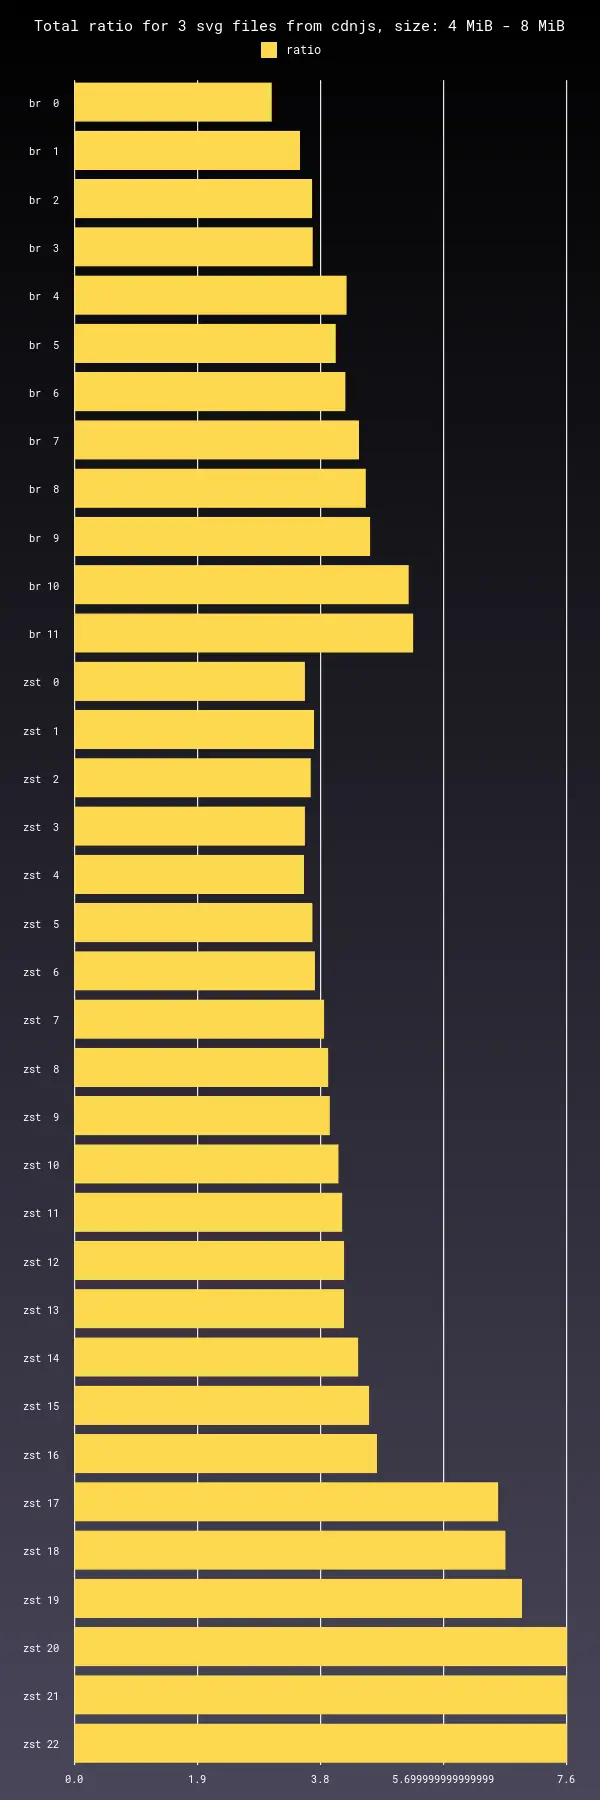 Total ratio for 3 svg files from cdnjs, size: 4 MiB - 8 MiB
ratio
br  0
br  1
br  2
br  3
br  4
br  5
br  6
br  7
br  8
br  9
br 10
br 11
zst  0
zst  1
zst  2
zst  3
zst  4
zst  5
zst  6
zst  7
zst  8
zst  9
zst 10
zst 11
zst 12
zst 13
zst 14
zst 15
zst 16
zst 17
zst 18
zst 19
zst 20
zst 21
zst 22
0.0 1.9 3.8 5.699999999999999 7.6